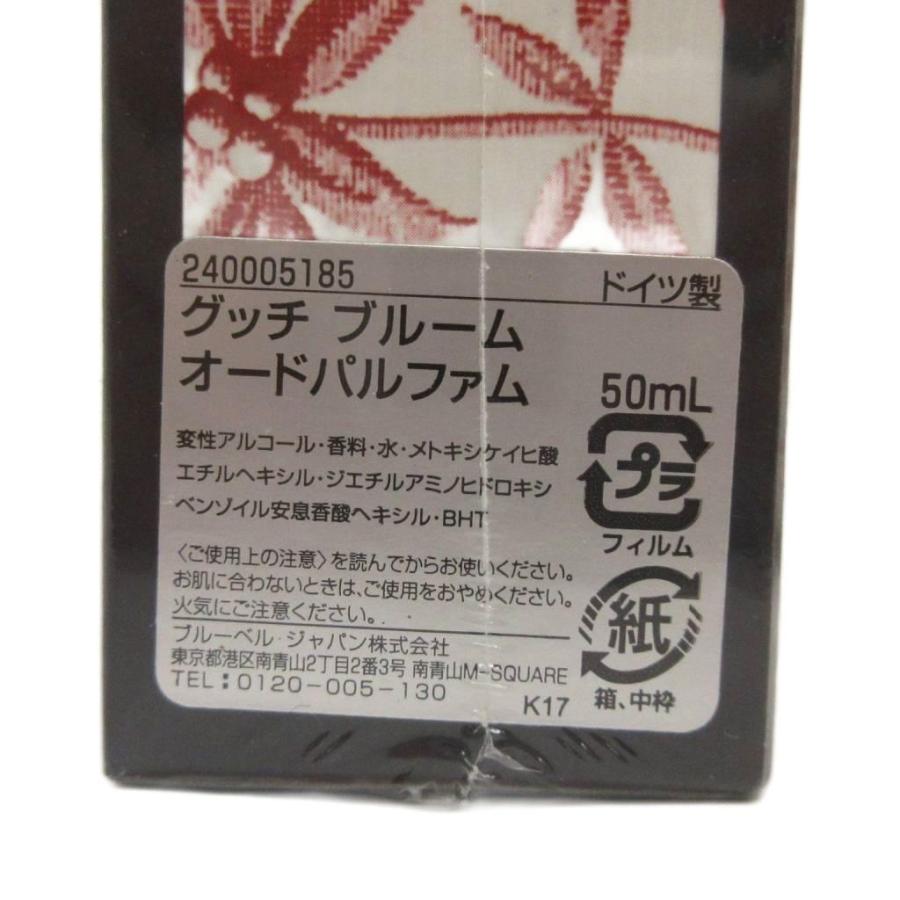 240005185
ドイツ製
グッチ ブルーム
オードパルファム
50mL
変性アルコール・香料・水・メトキシケイヒ酸
エチルヘキシル・ジエチルアミノヒドロキシ
ベンゾイル安息香酸ヘキシル・BHT
プラ
フィルム
〈ご使用上の注意〉を読んでからお使いください。
お肌に合わないときは、ご使用をおやめください。
火気にご注意ください。
紙
箱、中枠
ブルーベル・ジャパン株式会社
東京都港区南青山2丁目2番3号 南青山M-SQUARE
TEL:0120-005-130
K17